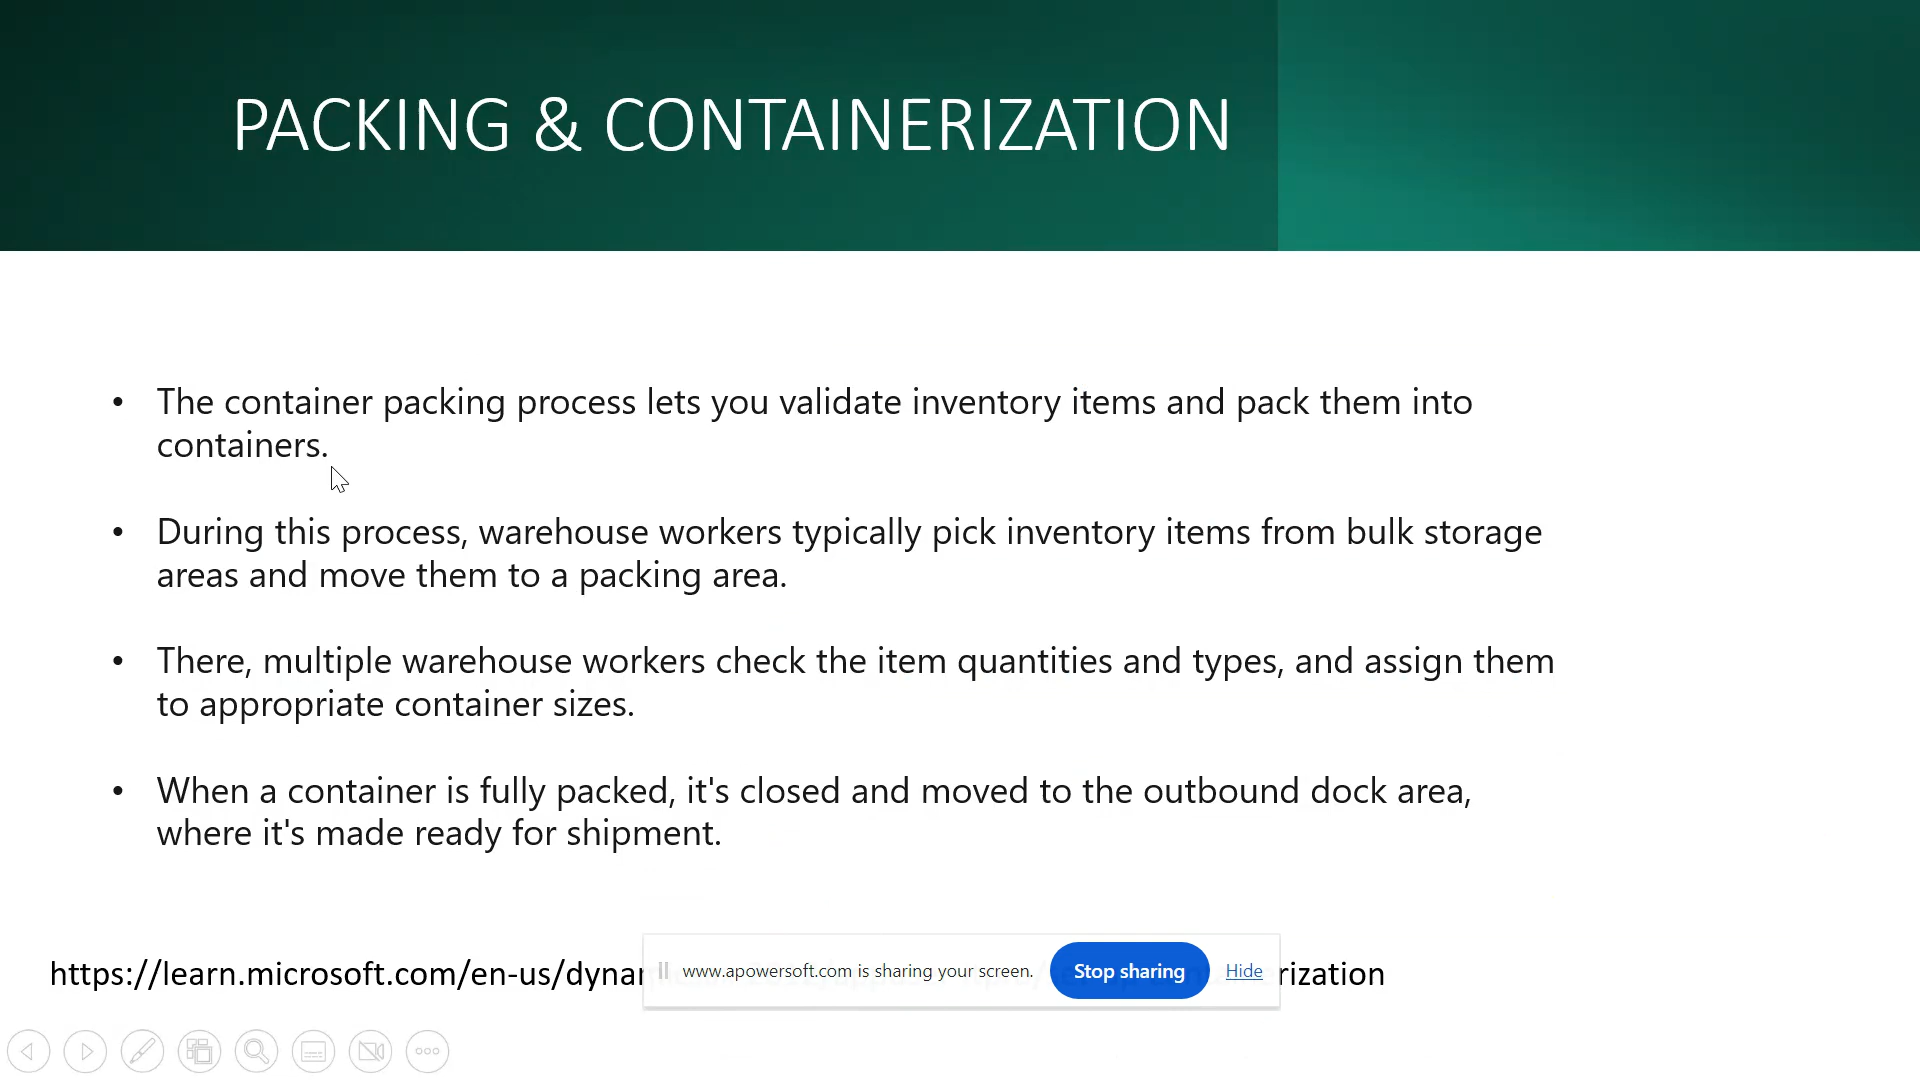 PACKING & CONTAINERIZATION
• The container packing process lets you validate inventory items and pack them into
containers.
• During this process, warehouse workers typically pick inventory items from bulk storage
areas and move them to a packing area.
• There, multiple warehouse workers check the item quantities and types, and assign them
to appropriate container sizes.
• When a container is fully packed, it's closed and moved to the outbound dock area,
where it's made ready for shipment.
https://learn.microsoft.com/en-us/dynam
rization
www.apowersoft.com is sharing your screen.
Stop sharing
Hide